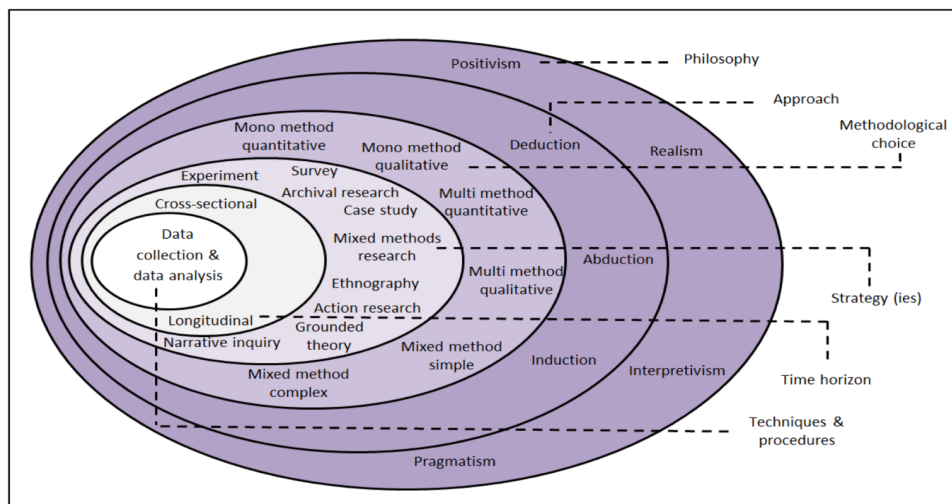 Positivism
Philosophy
Approach
Methodological
choice
Mono method
quantitative
Mono method
qualitative
Deduction
Realism
Survey
Experiment
Archival research
Case study
Multi method
quantitative
Cross-sectional
Data
collection &
data analysis
Mixed methods
research
Abduction
Ethnography
Multi method
qualitative
Strategy (ies)
Action research
Longitudinal
Grounded
theory
Narrative inquiry
Mixed method
simple
Mixed method
complex
Induction
Interpretivism
Time horizon
Techniques &
procedures
Pragmatism